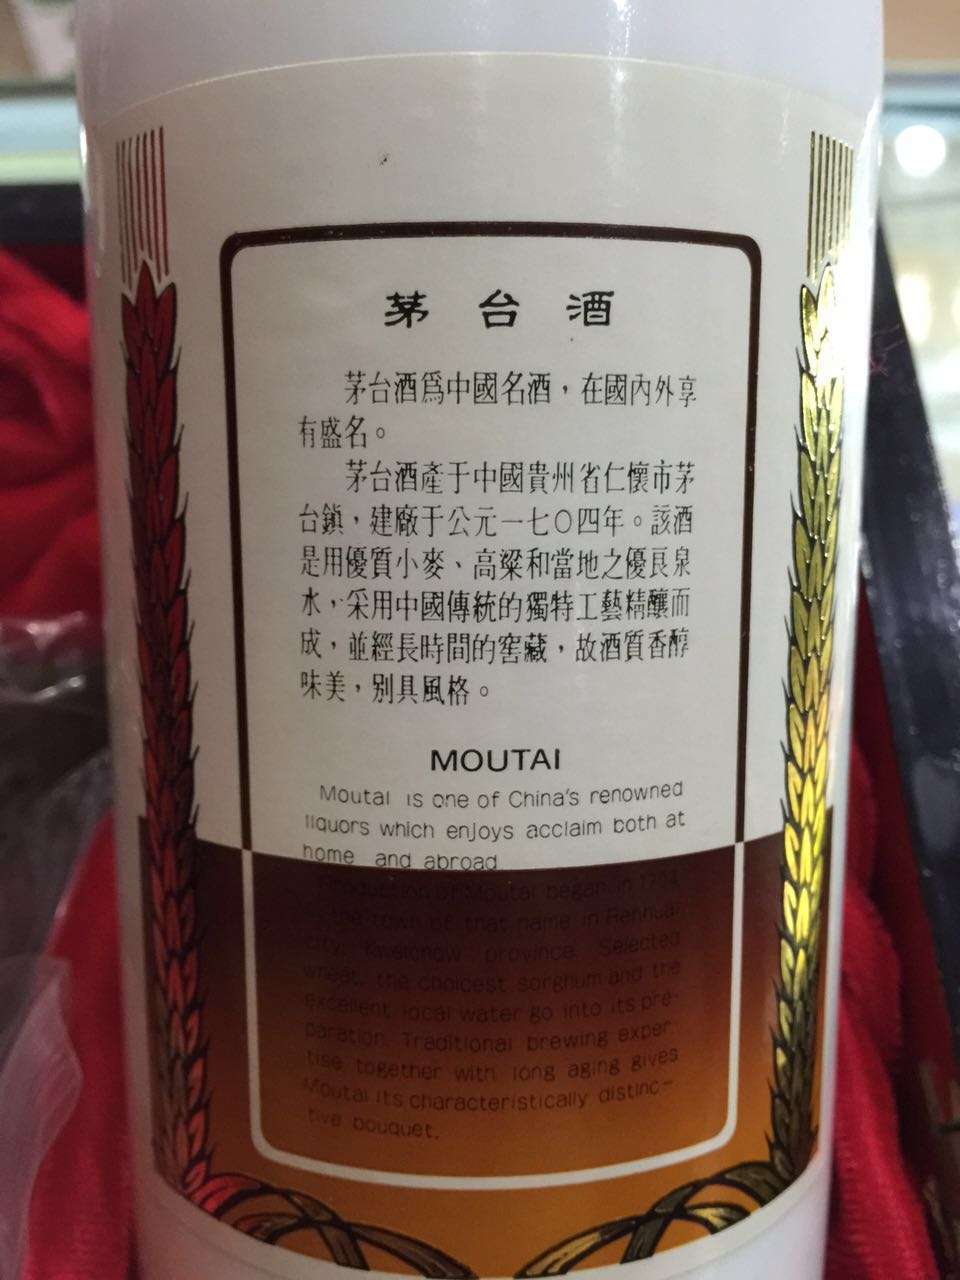 茅台酒
茅台酒爲中國名酒，在國内外享
有盛名。
茅台酒產于中國貴州省仁懷市茅
台鎮，建廠于公元一七〇四年。該酒
是用優質小麥、高粱和當地之優良泉
水，采用中國傳統的獨特工藝精釀而
成，並經長時間的窖藏，故酒質香醇
味美，别具風格。
MOUTAI
Moutai is one of China's renowned
liquors which enjoys acclaim both at
home and abroad
Production of Moutai began in 1704
in the town of that name in Renhuai
city, Kweichow province. Selected
wheat, the choicest sorghum and the
excellent local water go into its pre-
paration. Traditional brewing exper-
tise together with long aging gives
Moutai its characteristically distinc-
tive bouquet.